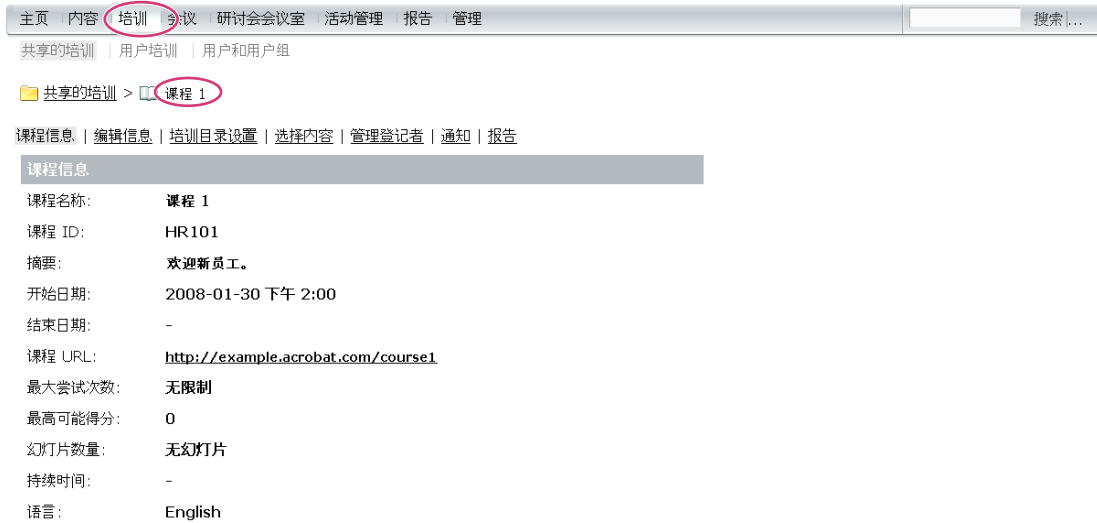 主页 内容 培训 会议 研讨会会议室 活动管理 报告 管理 搜索|...
共享的培训 | 用户培训 | 用户和用户组
共享的培训 > 课程 1
课程信息 | 编辑信息 | 培训目录设置 | 选择内容 | 管理登记者 | 通知 | 报告
课程信息
课程名称: 课程 1
课程 ID: HR101
摘要: 欢迎新员工。
开始日期: 2008-01-30 下午 2:00
结束日期: -
课程 URL: http://example.acrobat.com/course1
最大尝试次数: 无限制
最高可能得分: 0
幻灯片数量: 无幻灯片
持续时间: -
语言: English